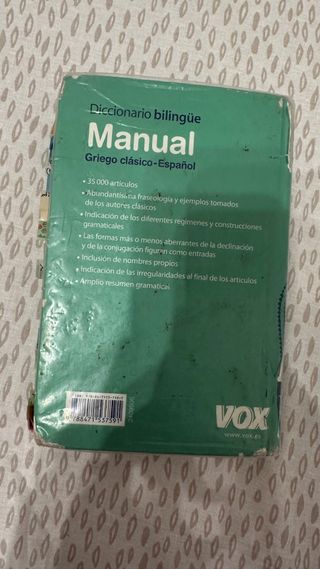 Diccionario bilingüe
Manual
Griego clásico-Español
• 35 000 artículos
• Abundantísima fraseología y ejemplos tomados
de los autores clásicos
• Indicación de los diferentes regímenes y construcciones
gramaticales
• Las formas más o menos aberrantes de la declinación
y de la conjugación figuran como entradas
• Inclusión de nombres propios
• Indicación de las irregularidades al final de los artículos
• Amplio resumen gramatical
VOX
www.vox.es